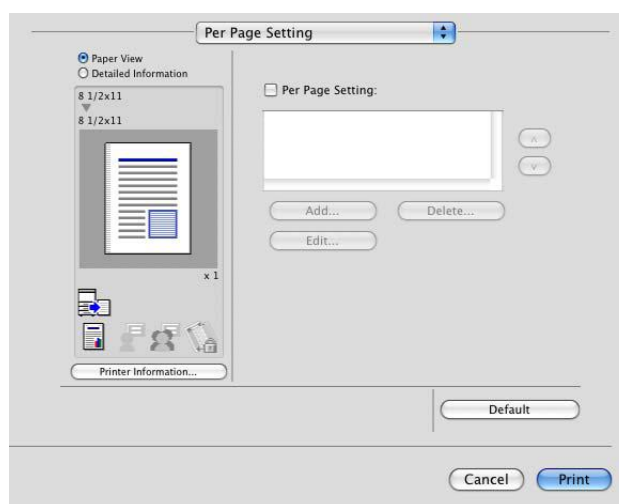 Per Page Setting
Paper View
Detailed Information
8 1/2x11
8 1/2x11
x 1
Printer Information...
Per Page Setting:
Add...
Delete...
Edit...
Default
Cancel
Print